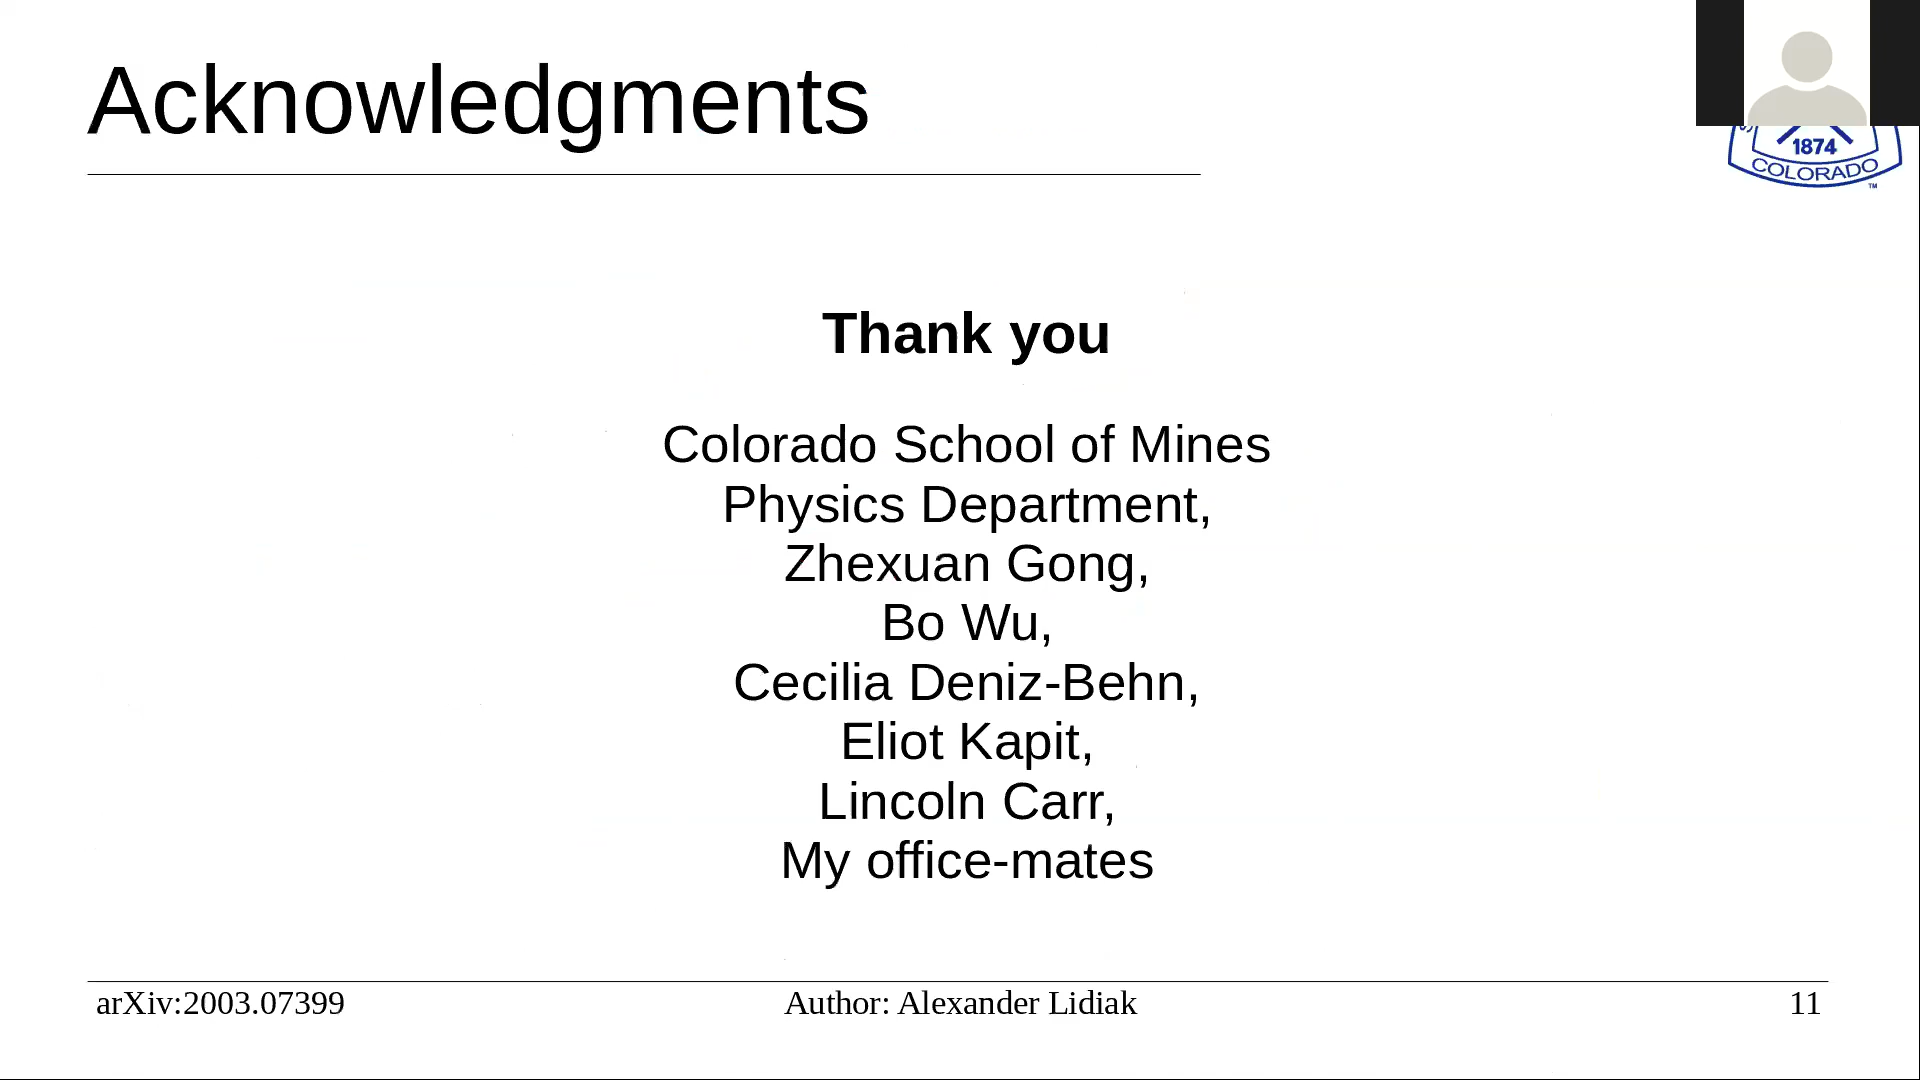 Acknowledgments
1874
COLORADO
TM
Thank you
Colorado School of Mines
Physics Department,
Zhexuan Gong,
Bo Wu,
Cecilia Deniz-Behn,
Eliot Kapit,
Lincoln Carr,
My office-mates
arXiv:2003.07399
Author: Alexander Lidiak
11